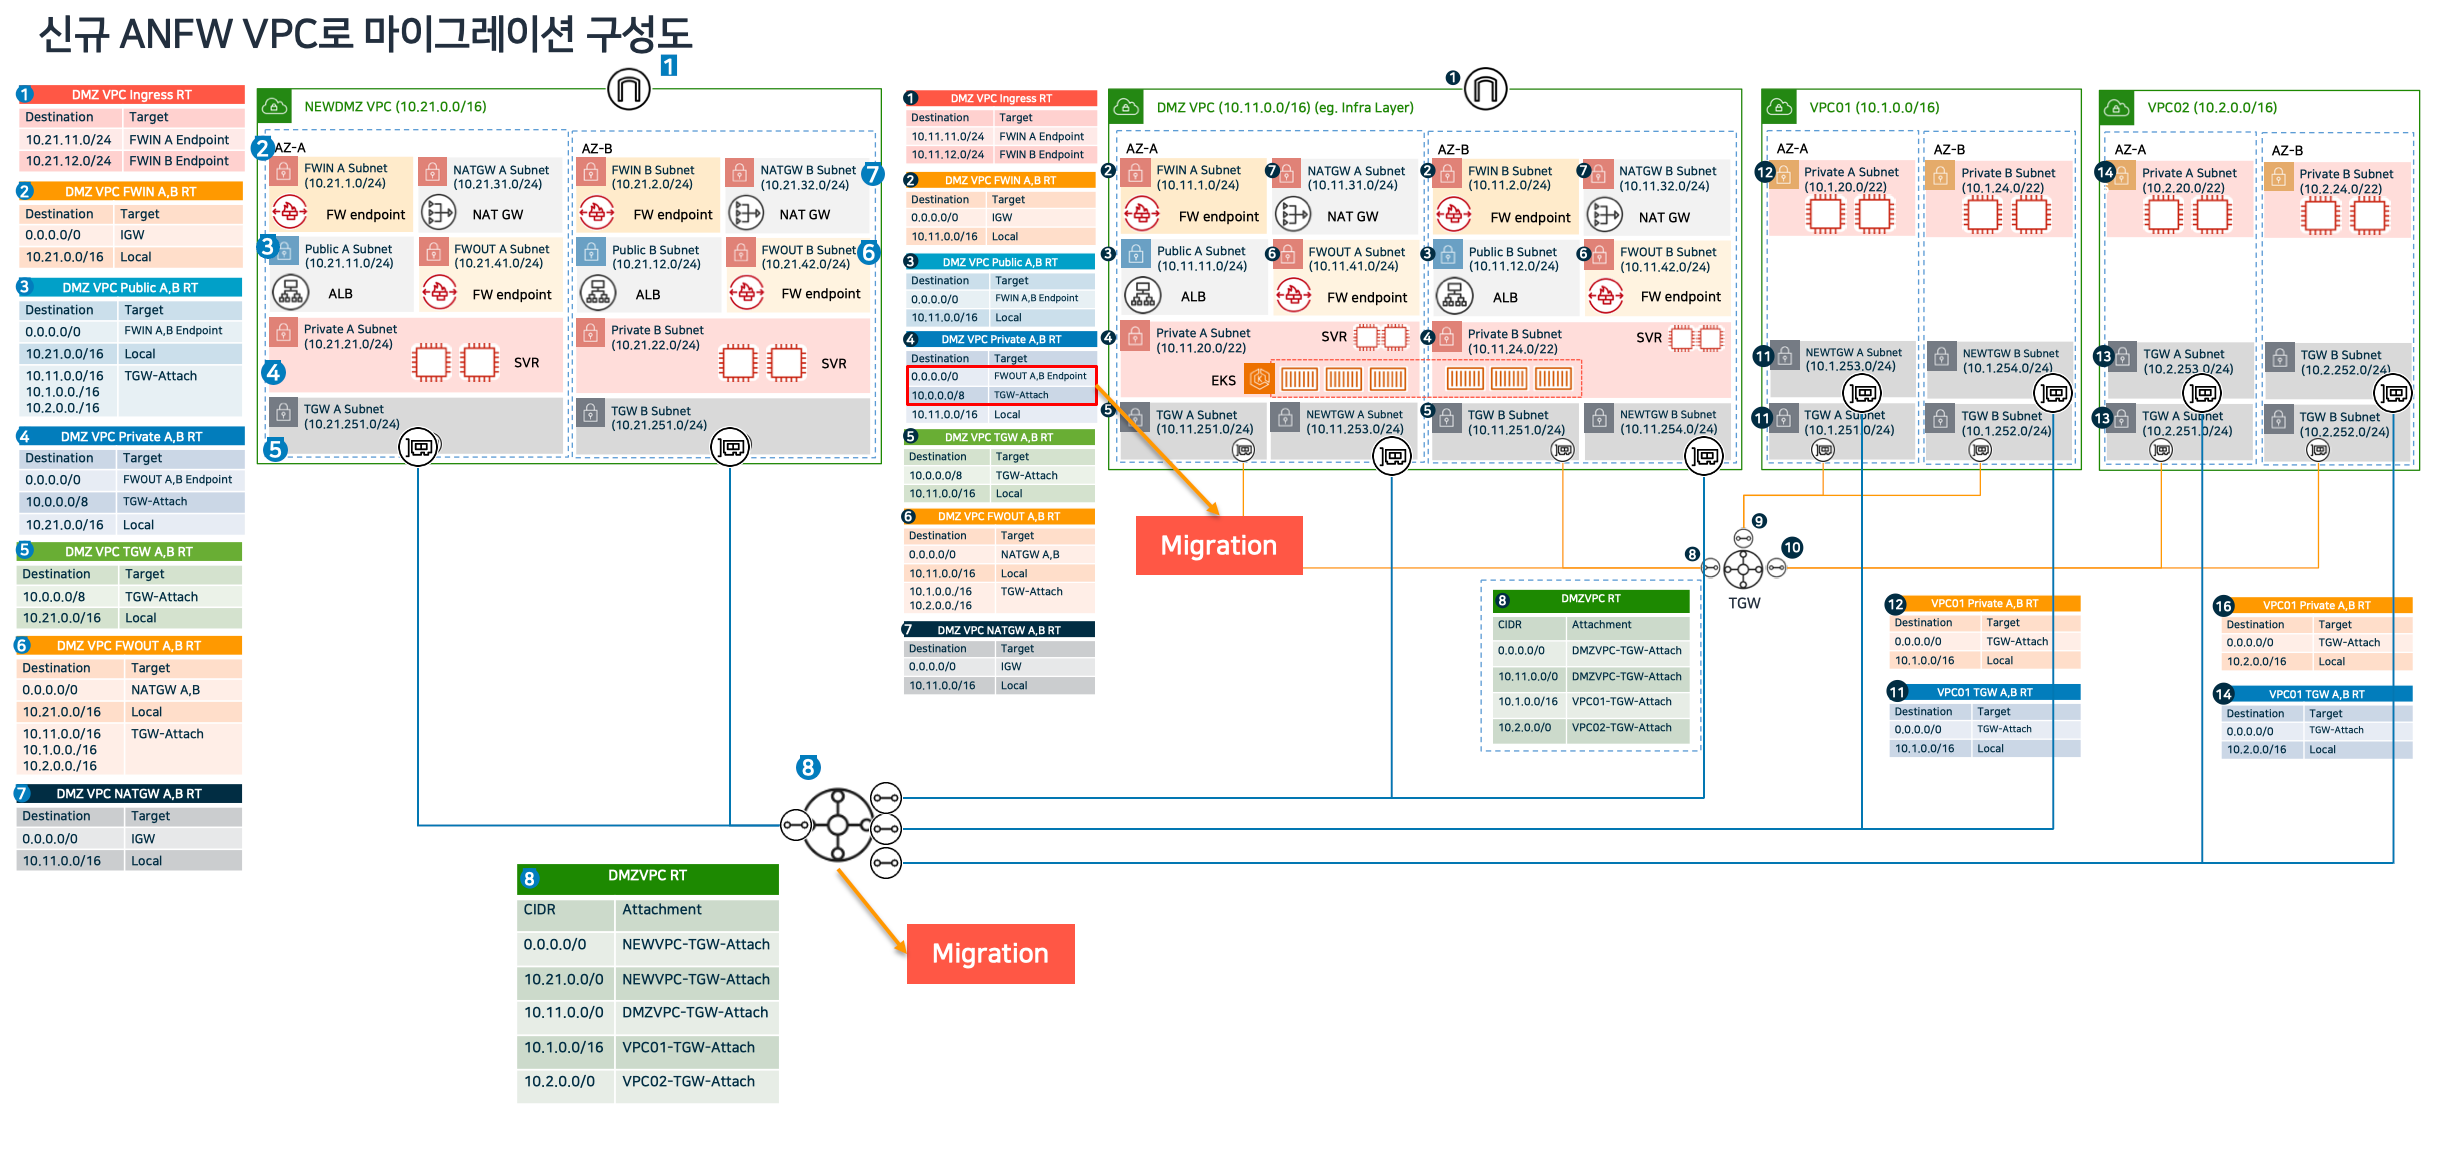 신규 ANFW VPC로 마이그레이션 구성도
1
1 DMZ VPC Ingress RT
Destination Target
10.21.11.0/24 FWIN A Endpoint
10.21.12.0/24 FWIN B Endpoint
2 DMZ VPC FWIN A,B RT
Destination Target
0.0.0.0/0 IGW
10.21.0.0/16 Local
3 DMZ VPC Public A,B RT
Destination Target
0.0.0.0/0 FWIN A,B Endpoint
10.21.0.0/16 Local
10.11.0.0/16 TGW-Attach
10.1.0.0/16
10.2.0.0/16
4 DMZ VPC Private A,B RT
Destination Target
0.0.0.0/0 FWOUT A,B Endpoint
10.0.0.0/8 TGW-Attach
10.21.0.0/16 Local
5 DMZ VPC TGW A,B RT
Destination Target
10.0.0.0/8 TGW-Attach
10.21.0.0/16 Local
6 DMZ VPC FWOUT A,B RT
Destination Target
0.0.0.0/0 NATGW A,B
10.21.0.0/16 Local
10.11.0.0/16 TGW-Attach
10.1.0.0./16
10.2.0.0./16
7 DMZ VPC NATGW A,B RT
Destination Target
0.0.0.0/0 IGW
10.11.0.0/16 Local
NEWDMZ VPC (10.21.0.0/16)
2 AZ-A
FWIN A Subnet
(10.21.1.0/24)
FW endpoint
NATGW A Subnet
(10.21.31.0/24)
NAT GW
3 Public A Subnet
(10.21.11.0/24)
ALB
FWOUT A Subnet
(10.21.41.0/24)
FW endpoint
Private A Subnet
(10.21.21.0/24)
SVR
4
TGW A Subnet
(10.21.251.0/24)
5
AZ-B
FWIN B Subnet
(10.21.2.0/24)
FW endpoint
NATGW B Subnet
(10.21.32.0/24) 7
NAT GW
Public B Subnet
(10.21.12.0/24)
ALB
FWOUT B Subnet
(10.21.42.0/24) 6
FW endpoint
Private B Subnet
(10.21.22.0/24)
SVR
TGW B Subnet
(10.21.251.0/24)
1 DMZ VPC Ingress RT
Destination Target
10.11.11.0/24 FWIN A Endpoint
10.11.12.0/24 FWIN B Endpoint
2 DMZ VPC FWIN A,B RT
Destination Target
0.0.0.0/0 IGW
10.11.0.0/16 Local
3 DMZ VPC Public A,B RT
Destination Target
0.0.0.0/0 FWIN A,B Endpoint
10.11.0.0/16 Local
4 DMZ VPC Private A,B RT
Destination Target
0.0.0.0/0 FWOUT A,B Endpoint
10.0.0.0/8 TGW-Attach
10.11.0.0/16 Local
5 DMZ VPC TGW A,B RT
Destination Target
10.0.0.0/8 TGW-Attach
10.11.0.0/16 Local
6 DMZ VPC FWOUT A,B RT
Destination Target
0.0.0.0/0 NATGW A,B
10.11.0.0/16 Local
10.1.0.0./16 TGW-Attach
10.2.0.0./16
7 DMZ VPC NATGW A,B RT
Destination Target
0.0.0.0/0 IGW
10.11.0.0/16 Local
1
DMZ VPC (10.11.0.0/16) (eg. Infra Layer)
AZ-A
2 FWIN A Subnet
(10.11.1.0/24)
FW endpoint
7 NATGW A Subnet
(10.11.31.0/24)
NAT GW
3 Public A Subnet
(10.11.11.0/24)
ALB
6 FWOUT A Subnet
(10.11.41.0/24)
FW endpoint
4 Private A Subnet
(10.11.20.0/22)
SVR
EKS
5 TGW A Subnet
(10.11.251.0/24)
NEWTGW A Subnet
(10.11.253.0/24)
AZ-B
2 FWIN B Subnet
(10.11.2.0/24)
FW endpoint
7 NATGW B Subnet
(10.11.32.0/24)
NAT GW
3 Public B Subnet
(10.11.12.0/24)
ALB
6 FWOUT B Subnet
(10.11.42.0/24)
FW endpoint
4 Private B Subnet
(10.11.24.0/22)
SVR
5 TGW B Subnet
(10.11.251.0/24)
NEWTGW B Subnet
(10.11.254.0/24)
VPC01 (10.1.0.0/16)
AZ-A
12 Private A Subnet
(10.1.20.0/22)
11 NEWTGW A Subnet
(10.1.253.0/24)
11 TGW A Subnet
(10.1.251.0/24)
AZ-B
Private B Subnet
(10.1.24.0/22)
NEWTGW B Subnet
(10.1.254.0/24)
TGW B Subnet
(10.1.252.0/24)
VPC02 (10.2.0.0/16)
AZ-A
14 Private A Subnet
(10.2.20.0/22)
13 TGW A Subnet
(10.2.253.0/24)
13 TGW A Subnet
(10.2.251.0/24)
AZ-B
Private B Subnet
(10.2.24.0/22)
TGW B Subnet
(10.2.252.0/24)
TGW B Subnet
(10.2.252.0/24)
Migration
9
8
10
TGW
8 DMZVPC RT
CIDR Attachment
0.0.0.0/0 DMZVPC-TGW-Attach
10.11.0.0/0 DMZVPC-TGW-Attach
10.1.0.0/16 VPC01-TGW-Attach
10.2.0.0/0 VPC02-TGW-Attach
12 VPC01 Private A,B RT
Destination Target
0.0.0.0/0 TGW-Attach
10.1.0.0/16 Local
11 VPC01 TGW A,B RT
Destination Target
0.0.0.0/0 TGW-Attach
10.1.0.0/16 Local
16 VPC01 Private A,B RT
Destination Target
0.0.0.0/0 TGW-Attach
10.2.0.0/16 Local
14 VPC01 TGW A,B RT
Destination Target
0.0.0.0/0 TGW-Attach
10.2.0.0/16 Local
8
8 DMZVPC RT
CIDR Attachment
0.0.0.0/0 NEWVPC-TGW-Attach
10.21.0.0/0 NEWVPC-TGW-Attach
10.11.0.0/0 DMZVPC-TGW-Attach
10.1.0.0/16 VPC01-TGW-Attach
10.2.0.0/0 VPC02-TGW-Attach
Migration